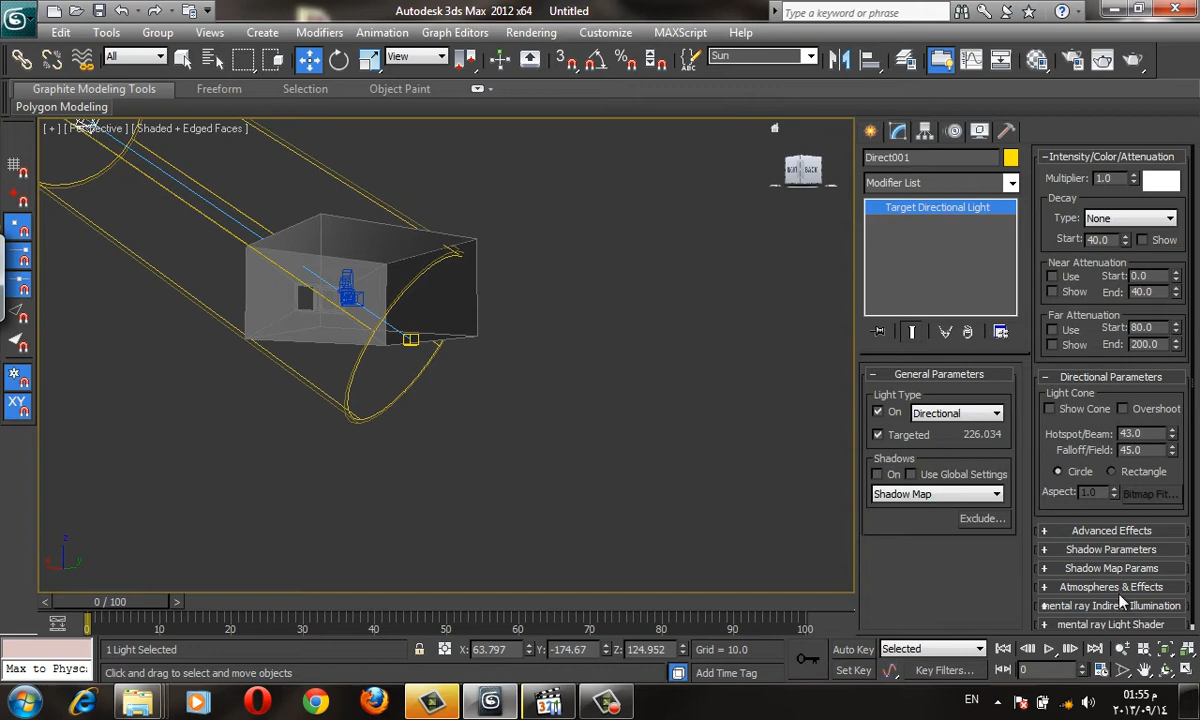 Autodesk 3ds Max 2012 x64 Untitled
Type a keyword or phrase
Edit Tools Group Views Create Modifiers Animation Graph Editors Rendering Customize MAXScript Help
All View 3 Sun
Graphite Modeling Tools Freeform Selection Object Paint
Polygon Modeling
[ + ] [ Perspective ] [ Shaded + Edged Faces ]
BACK
Direct001
Modifier List
Target Directional Light
General Parameters
Light Type
On Directional
Targeted 226.034
Shadows
On Use Global Settings
Shadow Map
Exclude...
Intensity/Color/Attenuation
Multiplier: 1.0
Decay
Type: None
Start: 40.0 Show
Near Attenuation
Use Start: 0.0
Show End: 40.0
Far Attenuation
Use Start: 80.0
Show End: 200.0
Directional Parameters
Light Cone
Show Cone Overshoot
Hotspot/Beam: 43.0
Falloff/Field: 45.0
Circle Rectangle
Aspect: 1.0 Bitmap Fit...
Advanced Effects
Shadow Parameters
Shadow Map Params
Atmospheres & Effects
mental ray Indirect Illumination
mental ray Light Shader
XY
z
x y
< 0 / 100 >
0 10 20 30 40 50 60 70 80 90 100
1 Light Selected X: 63.797 Y: -174.67 Z: 124.952 Grid = 10.0 Auto Key Selected
Max to Physc Click and drag to select and move objects Add Time Tag Set Key Key Filters... 0
EN
م 01:55
٢٠١٣/٠٩/١٤